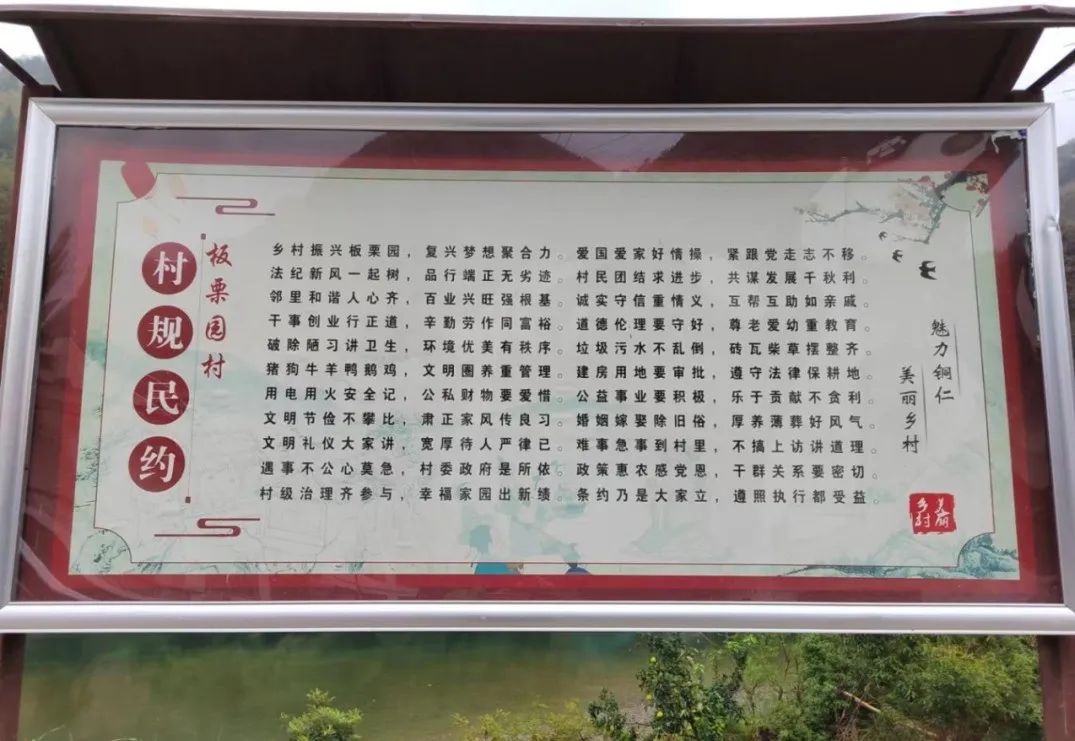 村规民约
板栗园村
乡村振兴板栗园，复兴梦想聚合力。爱国爱家好情操，紧跟党走志不移。
法纪新风一起树，品行端正无劣迹。村民团结求进步，共谋发展千秋利。
邻里和谐人心齐，百业兴旺强根基。诚实守信重情义，互帮互助如亲戚。
干事创业行正道，辛勤劳作同富裕。道德伦理要守好，尊老爱幼重教育。
破除陋习讲卫生，环境优美有秩序。垃圾污水不乱倒，砖瓦柴草摆整齐。
猪狗牛羊鸭鹅鸡，文明圈养重管理。建房用地要审批，遵守法律保耕地。
用电用火安全记，公私财物要爱惜。公益事业要积极，乐于贡献不贪利。
文明节俭不攀比，肃正家风传良习。婚姻嫁娶除旧俗，厚养薄葬好风气。
文明礼仪大家讲，宽厚待人严律己。难事急事到村里，不搞上访讲道理。
遇事不公心莫急，村委政府是所依。政策惠农感党恩，干群关系要密切。
村级治理齐参与，幸福家园出新绩。条约乃是大家立，遵照执行都受益。
魅力铜仁
美丽乡村
美丽
乡村